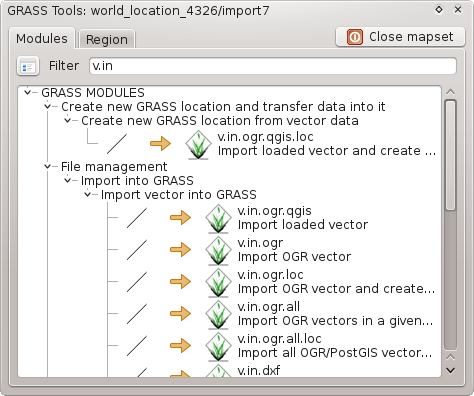 GRASS Tools: world_location_4326/import7
Modules
Region
Close mapset
Filter
v.in
GRASS MODULES
Create new GRASS location and transfer data into it
Create new GRASS location from vector data
v.in.ogr.qgis.loc
Import loaded vector and create ...
File management
Import into GRASS
Import vector into GRASS
v.in.ogr.qgis
Import loaded vector
v.in.ogr
Import OGR vector
v.in.ogr.loc
Import OGR vector and create...
v.in.ogr.all
Import OGR vectors in a given...
v.in.ogr.all.loc
Import all OGR/PostGIS vector...
v.in.dxf